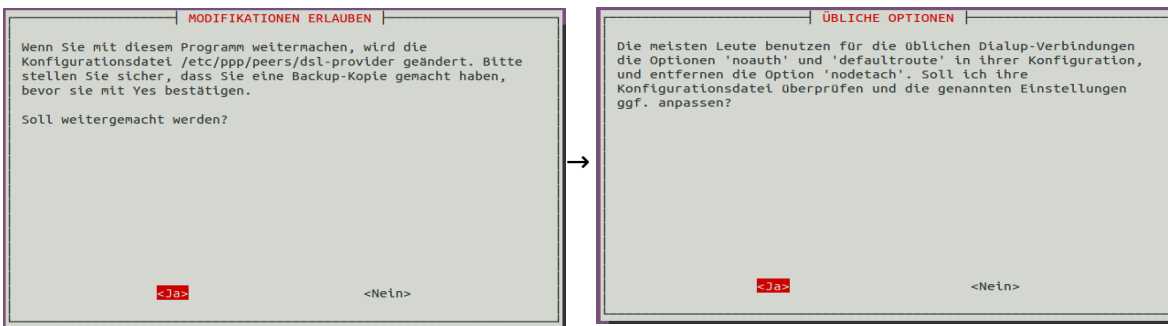 MODIFIKATIONEN ERLAUBEN
Wenn Sie mit diesem Programm weitermachen, wird die
Konfigurationsdatei /etc/ppp/peers/dsl-provider geändert. Bitte
stellen Sie sicher, dass Sie eine Backup-Kopie gemacht haben,
bevor sie mit Yes bestätigen.
Soll weitergemacht werden?
<Ja> <Nein>
→
ÜBLICHE OPTIONEN
Die meisten Leute benutzen für die üblichen Dialup-Verbindungen
die Optionen 'noauth' und 'defaultroute' in ihrer Konfiguration,
und entfernen die Option 'nodetach'. Soll ich ihre
Konfigurationsdatei überprüfen und die genannten Einstellungen
ggf. anpassen?
<Ja> <Nein>